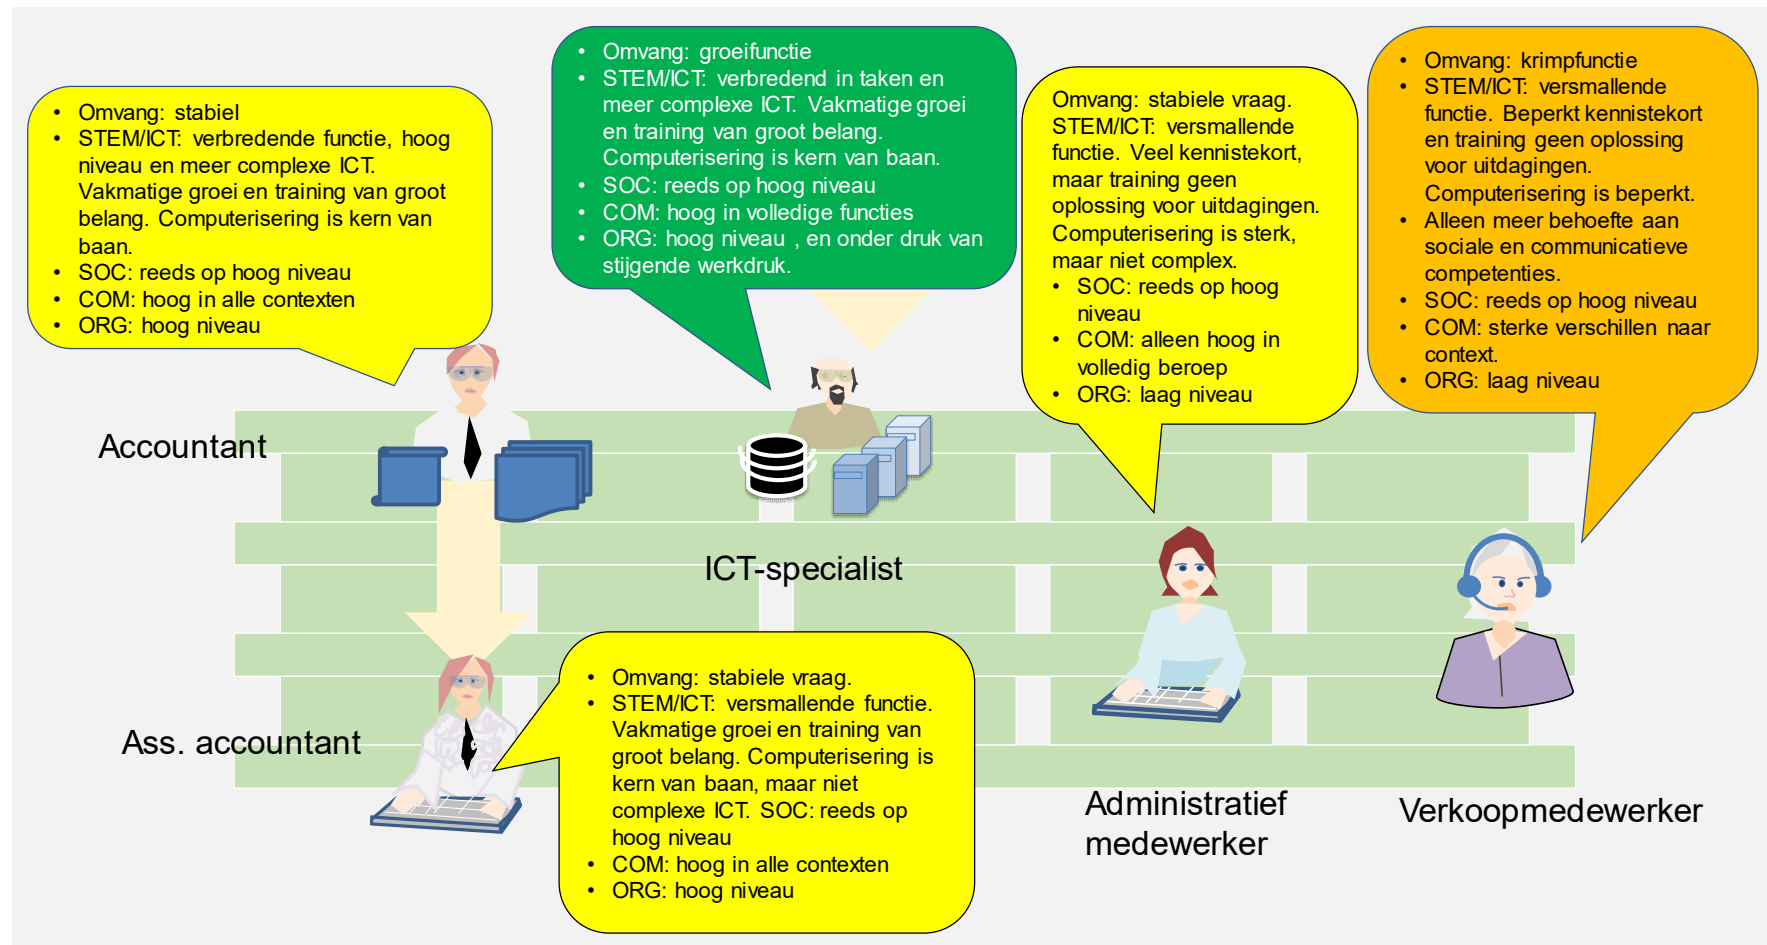 • Omvang: stabiel
• STEM/ICT: verbredende functie, hoog
niveau en meer complexe ICT.
Vakmatige groei en training van groot
belang. Computerisering is kern van
baan.
• SOC: reeds op hoog niveau
• COM: hoog in alle contexten
• ORG: hoog niveau
• Omvang: groeifunctie
• STEM/ICT: verbredend in taken en
meer complexe ICT. Vakmatige groei
en training van groot belang.
Computerisering is kern van baan.
• SOC: reeds op hoog niveau
• COM: hoog in volledige functies
• ORG: hoog niveau , en onder druk van
stijgende werkdruk.
Omvang: stabiele vraag.
STEM/ICT: versmallende
functie. Veel kennistekort,
maar training geen
oplossing voor uitdagingen.
Computerisering is sterk,
maar niet complex.
• SOC: reeds op hoog
niveau
• COM: alleen hoog in
volledig beroep
• ORG: laag niveau
• Omvang: krimpfunctie
• STEM/ICT: versmallende
functie. Beperkt kennistekort
en training geen oplossing
voor uitdagingen.
Computerisering is beperkt.
• Alleen meer behoefte aan
sociale en communicatieve
competenties.
• SOC: reeds op hoog niveau
• COM: sterke verschillen naar
context.
• ORG: laag niveau
Accountant
ICT-specialist
Ass. accountant
• Omvang: stabiele vraag.
• STEM/ICT: versmallende functie.
Vakmatige groei en training van
groot belang. Computerisering is
kern van baan, maar niet
complexe ICT. SOC: reeds op
hoog niveau
• COM: hoog in alle contexten
• ORG: hoog niveau
Administratief
medewerker
Verkoopmedewerker